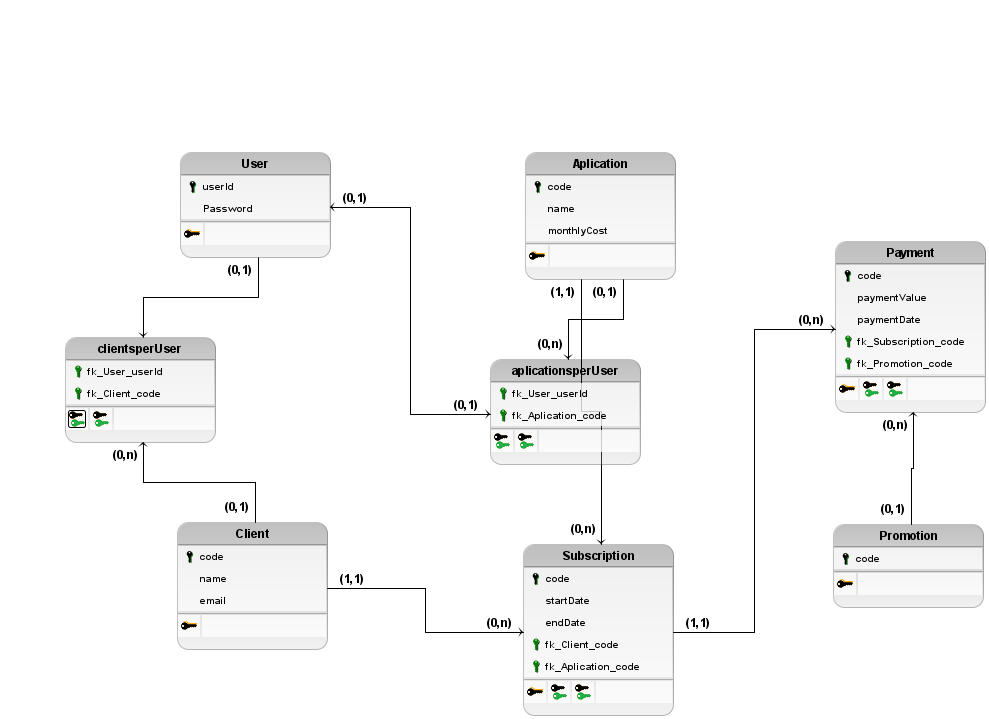 User
userId
Password
(0,1)
(0,1)
Aplication
code
name
monthlyCost
(1,1)
(0,1)
Payment
code
paymentValue
paymentDate
fk_Subscription_code
fk_Promotion_code
(0,n)
(0,n)
clientsperUser
fk_User_userId
fk_Client_code
(0,n)
(0,n)
aplicationsperUser
fk_User_userId
fk_Aplication_code
(0,1)
(0,n)
(0,1)
Client
code
name
email
(1,1)
(0,n)
Subscription
code
startDate
endDate
fk_Client_code
fk_Aplication_code
(1,1)
(0,1)
Promotion
code